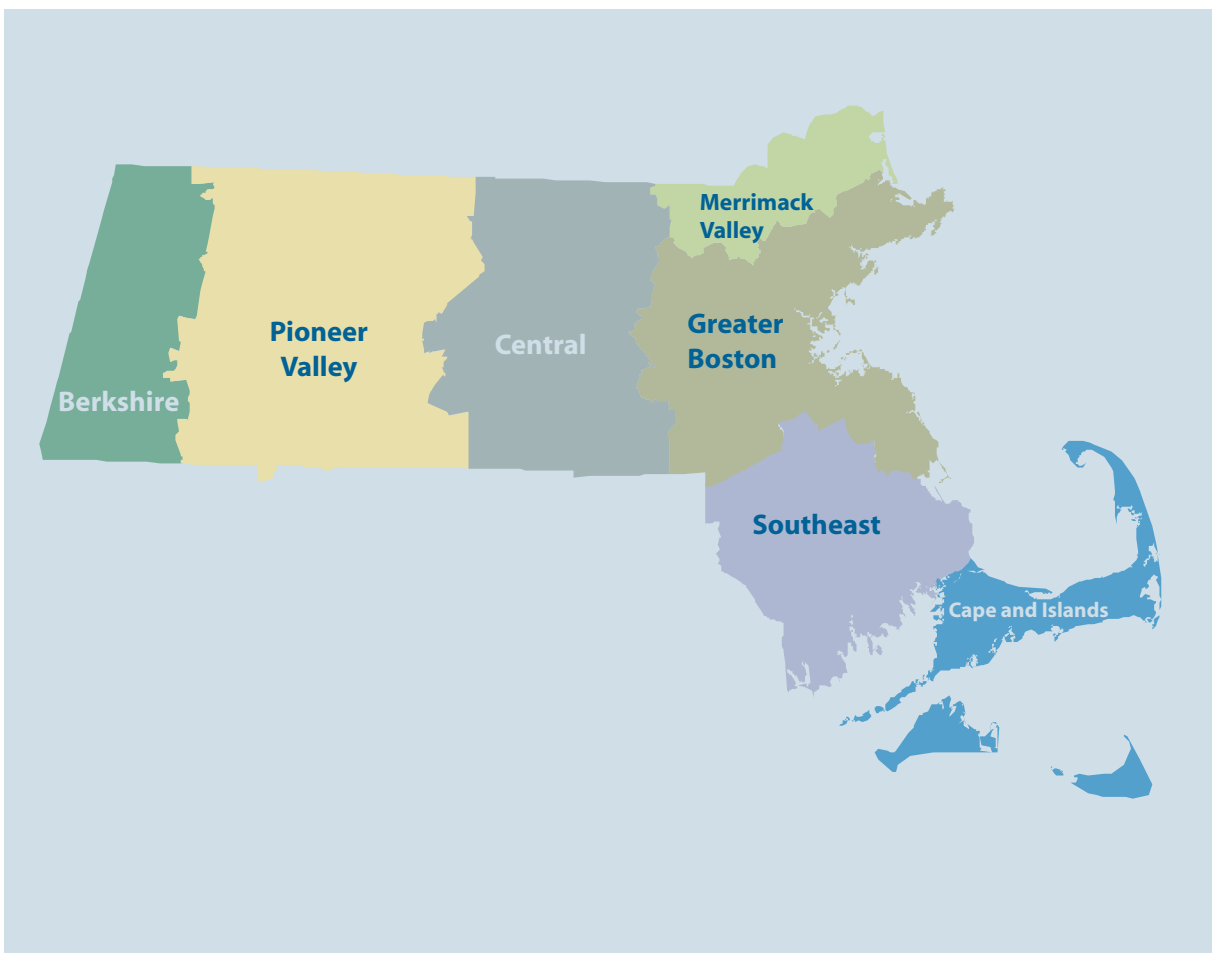 Merrimack
Valley
Pioneer
Valley
Central
Greater
Boston
Berkshire
Southeast
Cape and Islands